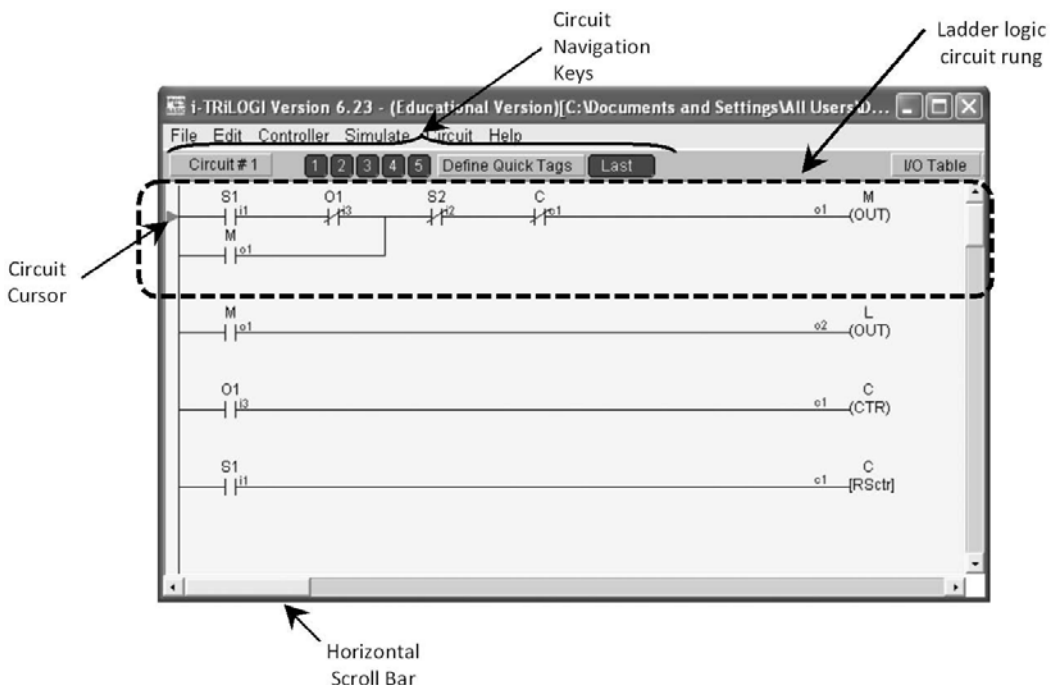 Circuit
Navigation
Keys
Ladder logic
circuit rung
i-TRiLOGI Version 6.23 - (Educational Version)[C:\Documents and Settings\All Users\D...
File Edit Controller Simulate Circuit Help
Circuit # 1 1 2 3 4 5 Define Quick Tags Last I/O Table
S1 O1 S2 C M
i1 i3 i2 o1 o1 (OUT)
M
o1
Circuit
Cursor
M L
o1 o2 (OUT)
O1 C
i3 c1 (CTR)
S1 C
i1 c1 [RSctr]
Horizontal
Scroll Bar